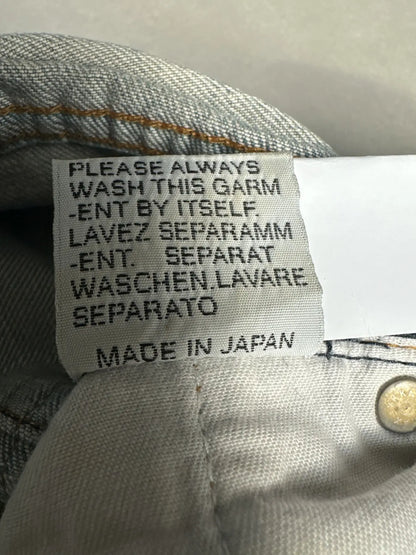 PLEASE ALWAYS
WASH THIS GARM
-ENT BY ITSELF.
LAVEZ SEPARAMM
-ENT. SEPARAT
WASCHEN.LAVARE
SEPARATO
MADE IN JAPAN